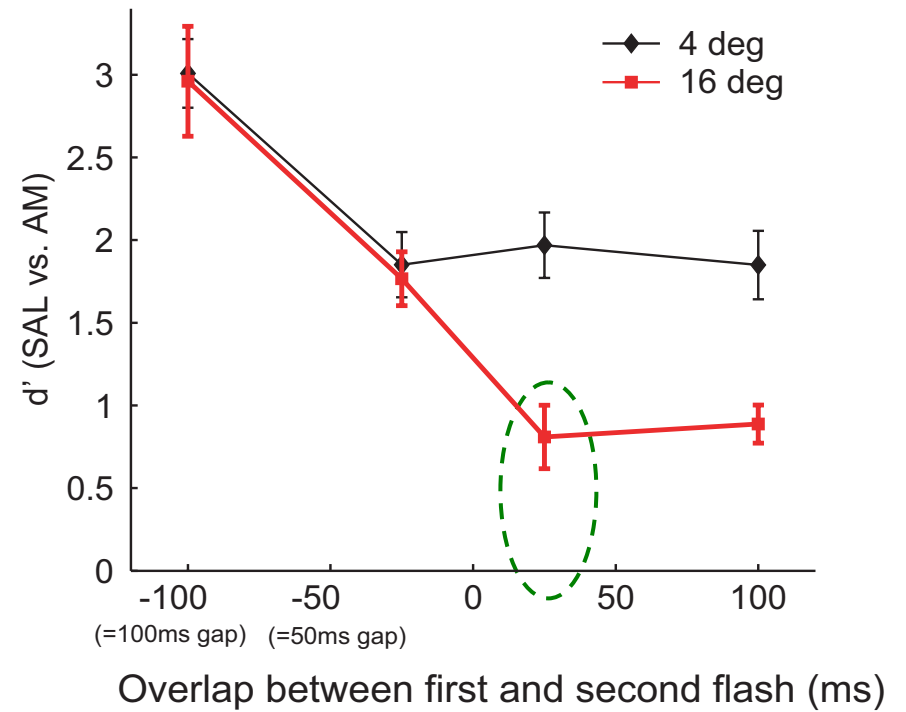 4 deg
16 deg
d’ (SAL vs. AM)
3
2.5
2
1.5
1
0.5
0
-100 -50 0 50 100
(=100ms gap) (=50ms gap)
Overlap between first and second flash (ms)